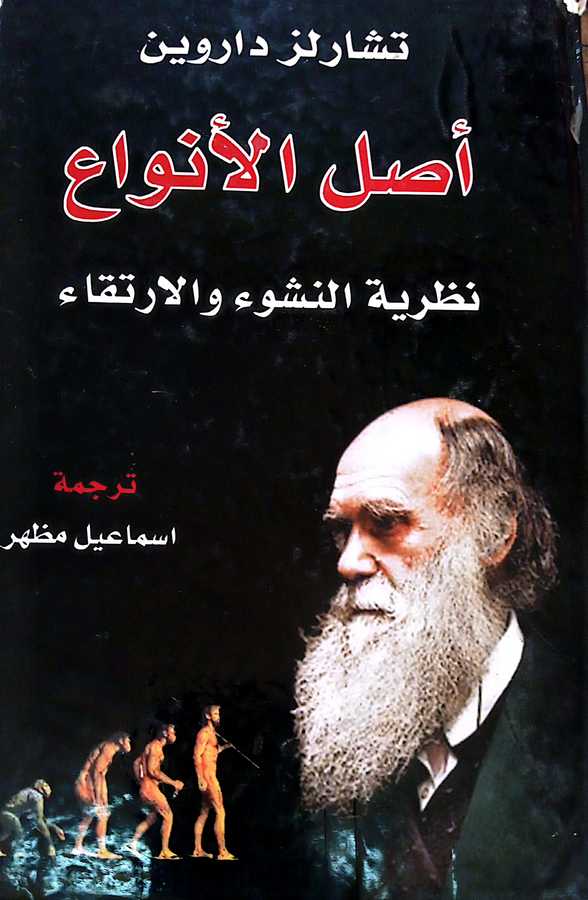 تشارلز داروين
أصل الأنواع
نظرية النشوء والارتقاء
ترجمة
اسماعيل مظهر